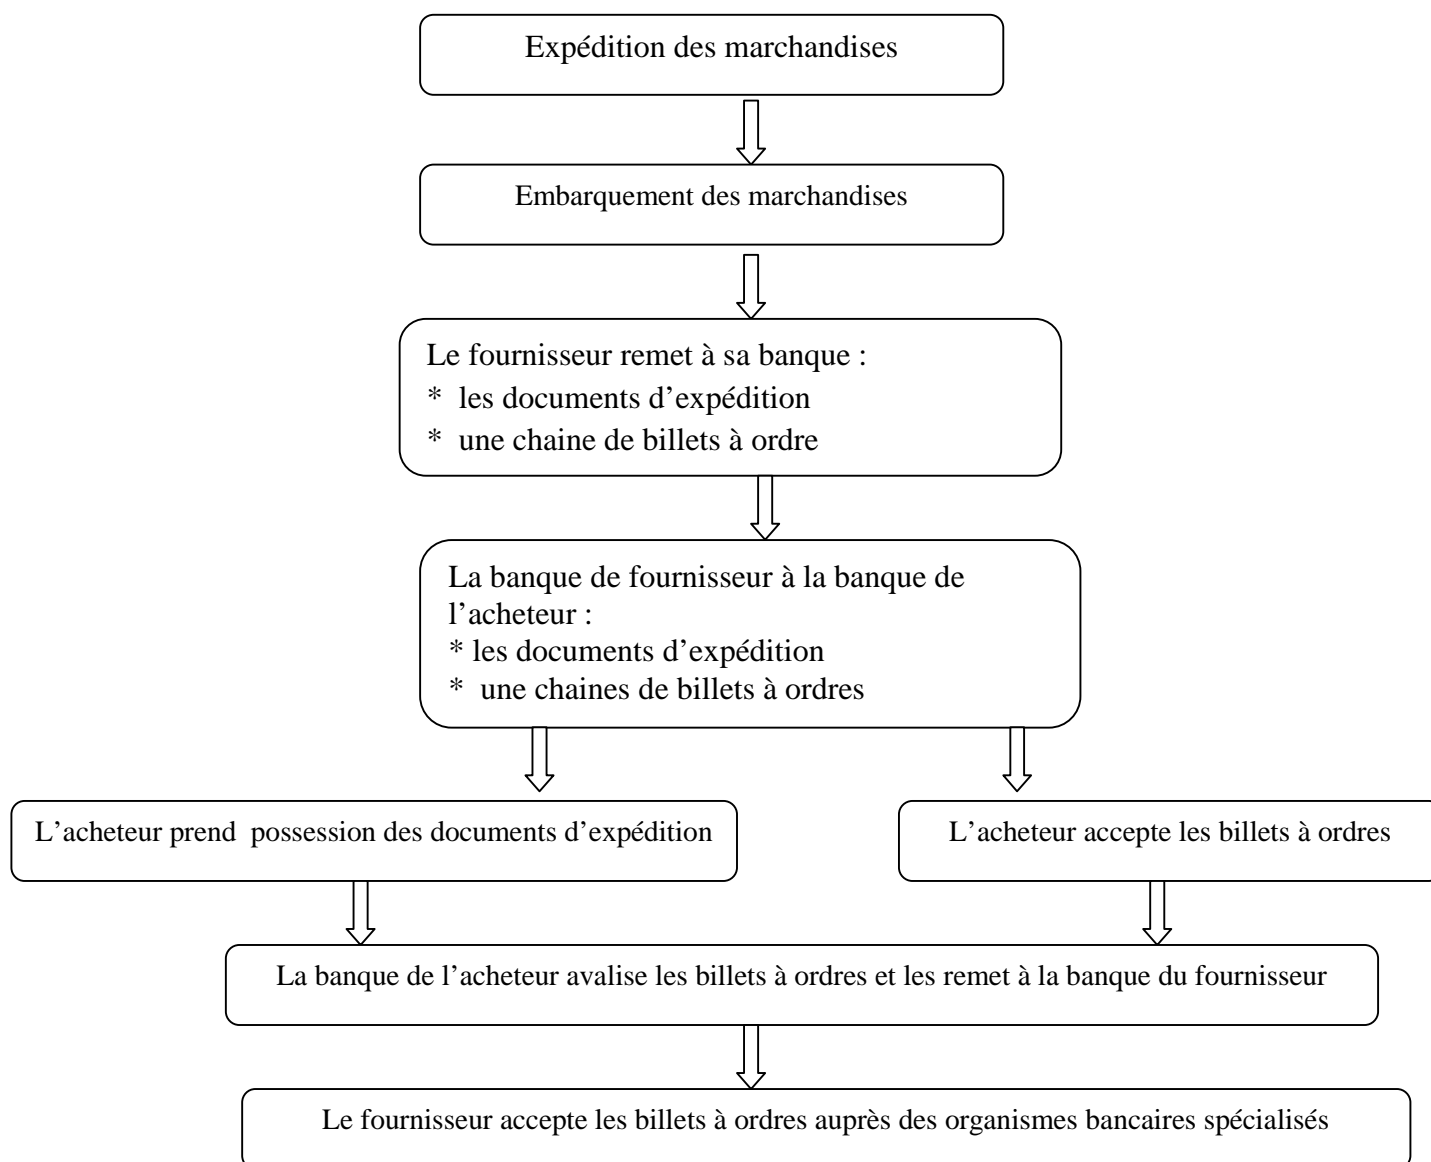 Expédition des marchandises
Embarquement des marchandises
Le fournisseur remet à sa banque :
* les documents d’expédition
* une chaine de billets à ordre
La banque de fournisseur à la banque de
l’acheteur :
* les documents d’expédition
* une chaines de billets à ordres
L’acheteur prend possession des documents d’expédition
L’acheteur accepte les billets à ordres
La banque de l’acheteur avalise les billets à ordres et les remet à la banque du fournisseur
Le fournisseur accepte les billets à ordres auprès des organismes bancaires spécialisés